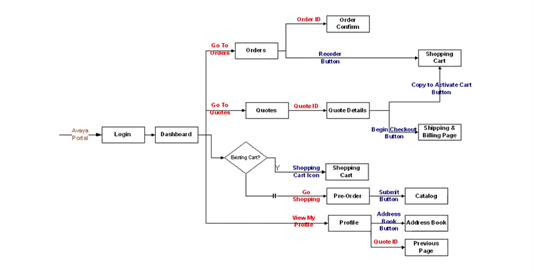 Order ID
Order
Confirm
Go To
Orders
Orders
Reorder
Button
Shopping
Cart
Copy to Activate Cart
Button
Go To
Quotes
Quotes
Quote ID
Quote Details
Begin Checkout
Button
Shipping &
Billing Page
Avaya
Portal
Login
Dashboard
Existing Cart?
Y
Shopping
Cart Icon
Shopping
Cart
N
Go
Shopping
Pre-Order
Submit
Button
Catalog
View My
Profile
Profile
Address
Book
Button
Address Book
Quote ID
Previous
Page